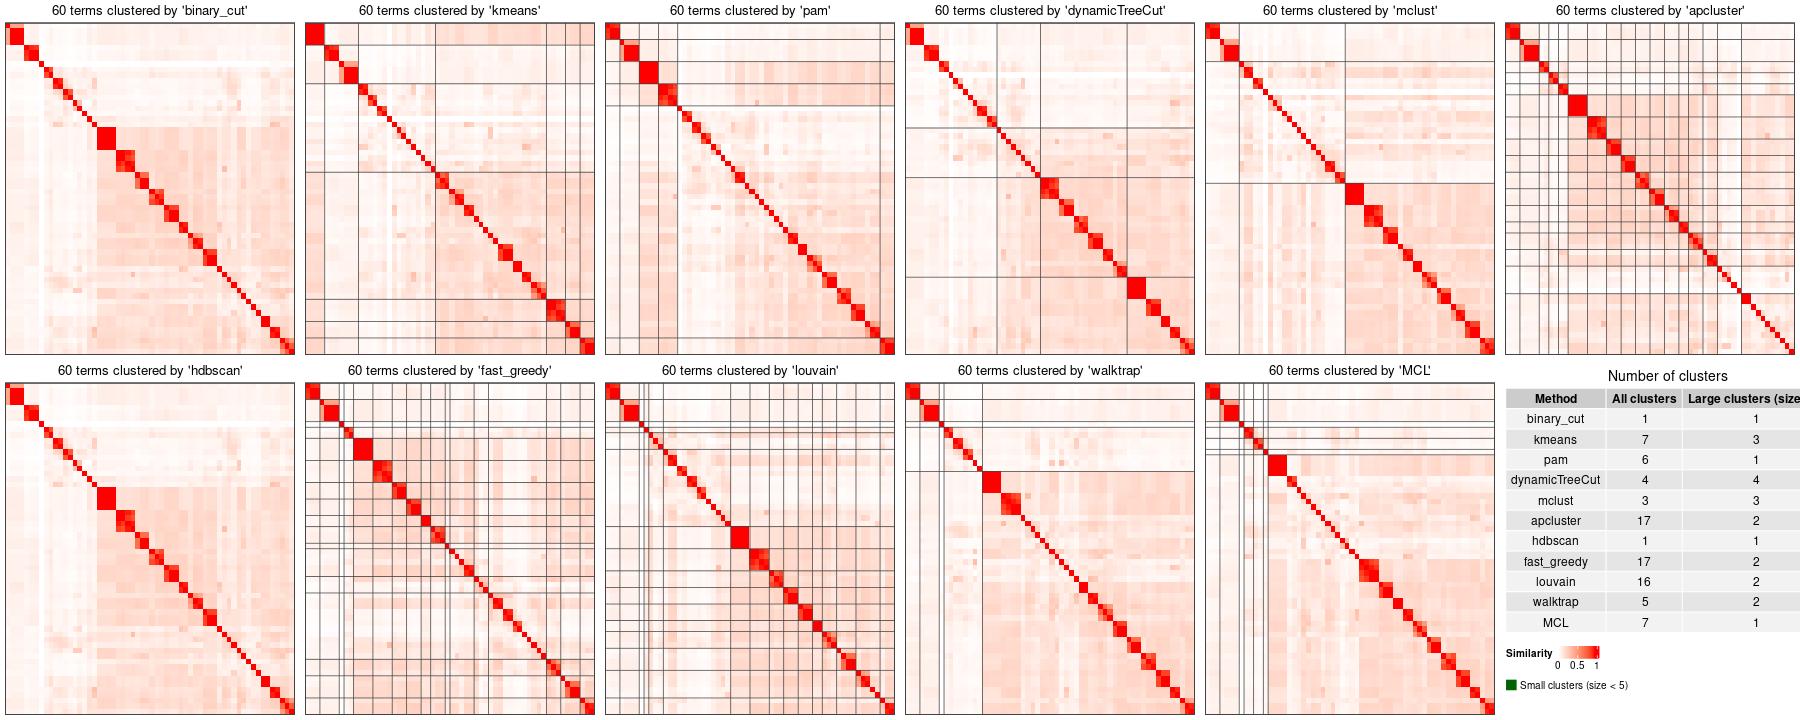 60 terms clustered by 'binary_cut'
60 terms clustered by 'kmeans'
60 terms clustered by 'pam'
60 terms clustered by 'dynamicTreeCut'
60 terms clustered by 'mclust'
60 terms clustered by 'apcluster'
60 terms clustered by 'hdbscan'
60 terms clustered by 'fast_greedy'
60 terms clustered by 'louvain'
60 terms clustered by 'walktrap'
60 terms clustered by 'MCL'
Number of clusters
Method All clusters Large clusters (size
binary_cut 1 1
kmeans 7 3
pam 6 1
dynamicTreeCut 4 4
mclust 3 3
apcluster 17 2
hdbscan 1 1
fast_greedy 17 2
louvain 16 2
walktrap 5 2
MCL 7 1
Similarity
0 0.5 1
Small clusters (size < 5)